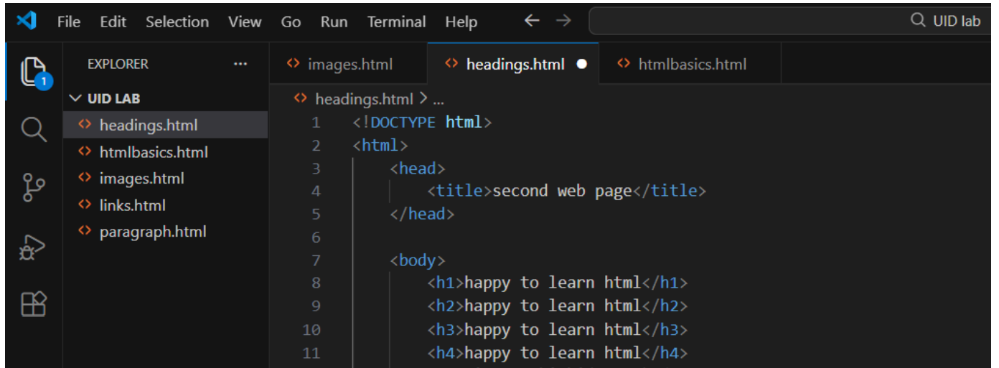 File Edit Selection View Go Run Terminal Help ← → UID lab
EXPLORER ...
1
UID LAB
headings.html
htmlbasics.html
images.html
links.html
paragraph.html
images.html headings.html ● htmlbasics.html
headings.html > ...
1 <!DOCTYPE html>
2 <html>
3 <head>
4 <title>second web page</title>
5 </head>
6
7 <body>
8 <h1>happy to learn html</h1>
9 <h2>happy to learn html</h2>
10 <h3>happy to learn html</h3>
11 <h4>happy to learn html</h4>